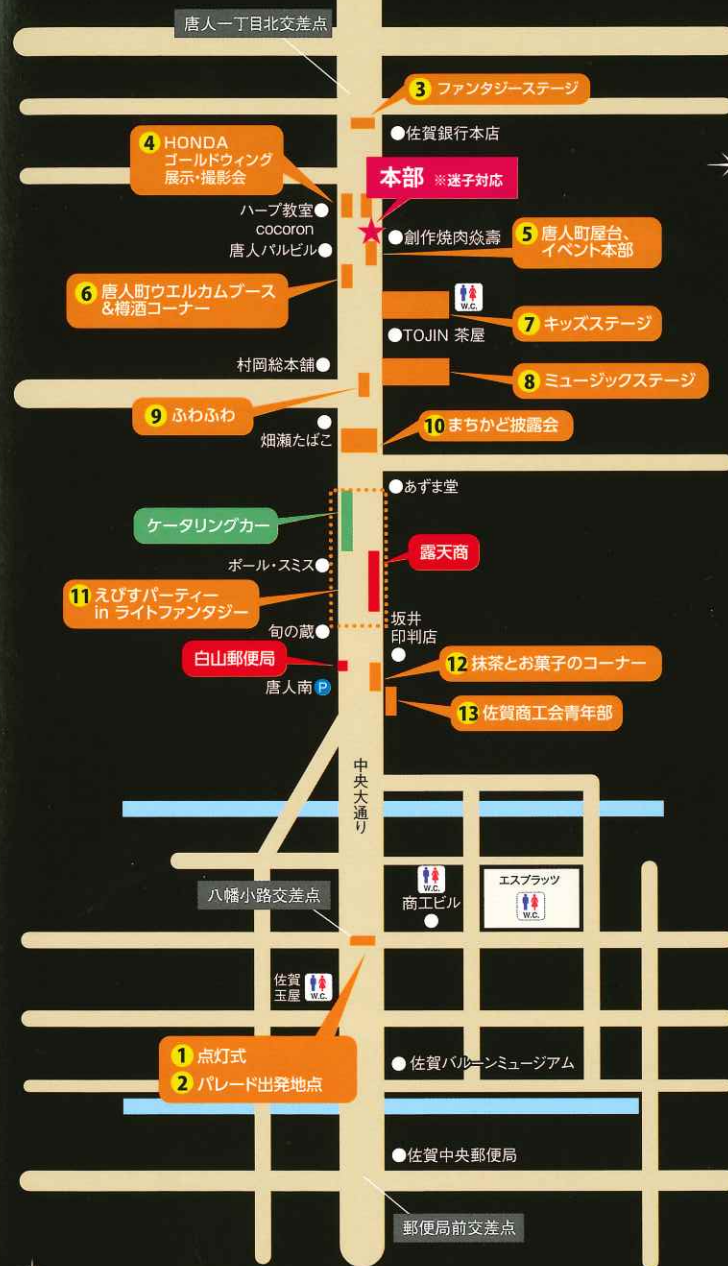 唐人一丁目北交差点
3 ファンタジーステージ
佐賀銀行本店
4 HONDA
ゴールドウィング
展示・撮影会
本部 ※迷子対応
ハーブ教室
cocoron
創作焼肉焱壽
5 唐人町屋台、
イベント本部
唐人バルビル
6 唐人町ウエルカムブース
&樽酒コーナー
W.C.
7 キッズステージ
TOJIN 茶屋
村岡総本舗
8 ミュージックステージ
9 ふわふわ
10 まちかど披露会
畑瀬たばこ
あずま堂
ケータリングカー
露天商
ポール・スミス
11 えびすパーティー
in ライトファンタジー
坂井
印判店
旬の蔵
白山郵便局
12 抹茶とお菓子のコーナー
唐人南 P
13 佐賀商工会青年部
中央大通り
W.C.
商工ビル
エスプラッツ
W.C.
八幡小路交差点
佐賀
玉屋
W.C.
1 点灯式
2 パレード出発地点
佐賀バルーンミュージアム
佐賀中央郵便局
郵便局前交差点